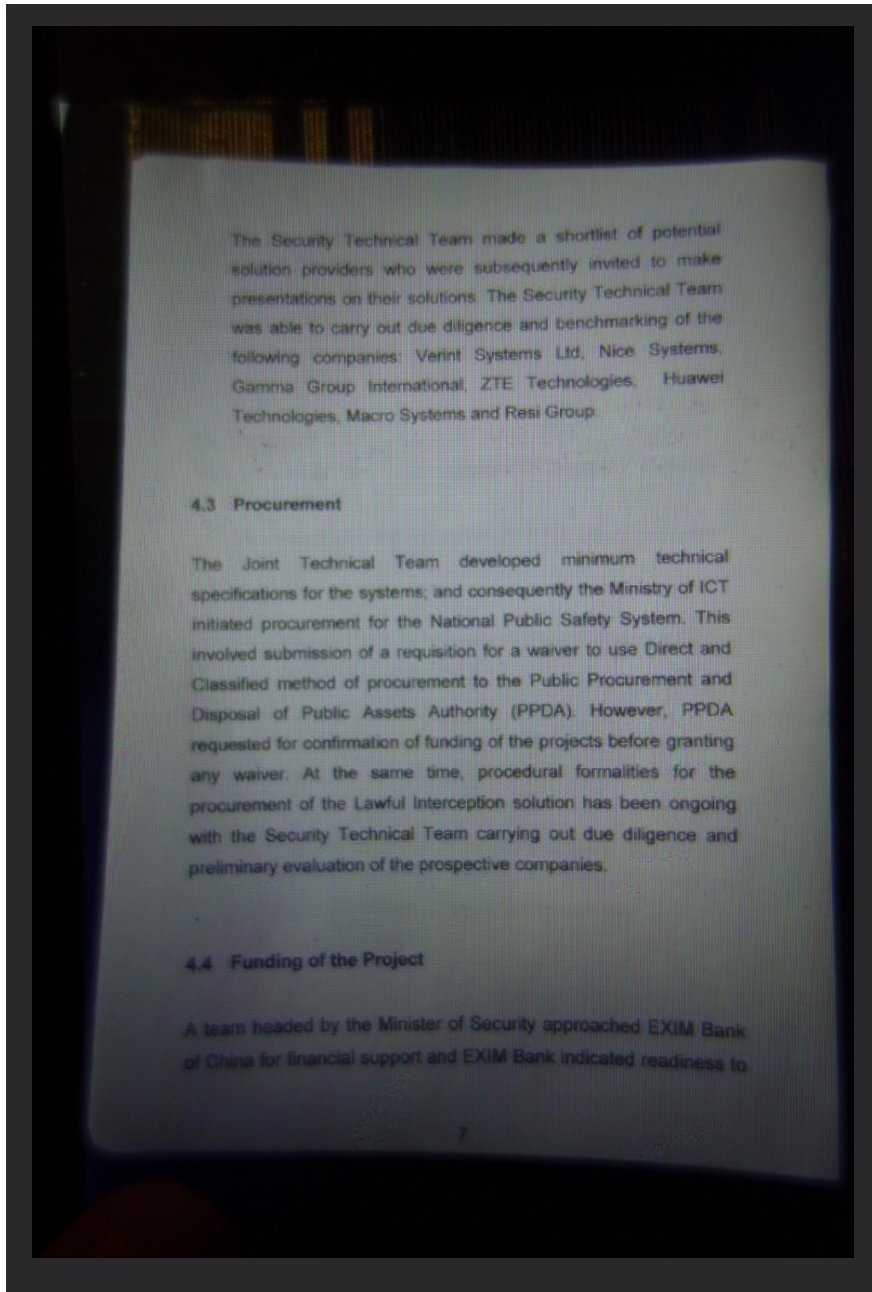 The Security Technical Team made a shortlist of potential
solution providers who were subsequently invited to make
presentations on their solutions. The Security Technical Team
was able to carry out due diligence and benchmarking of the
following companies: Verint Systems Ltd, Nice Systems,
Gamma Group International, ZTE Technologies, Huawei
Technologies, Macro Systems and Resi Group.
4.3 Procurement
The Joint Technical Team developed minimum technical
specifications for the systems; and consequently the Ministry of ICT
initiated procurement for the National Public Safety System. This
involved submission of a requisition for a waiver to use Direct and
Classified method of procurement to the Public Procurement and
Disposal of Public Assets Authority (PPDA). However, PPDA
requested for confirmation of funding of the projects before granting
any waiver. At the same time, procedural formalities for the
procurement of the Lawful Interception solution has been ongoing
with the Security Technical Team carrying out due diligence and
preliminary evaluation of the prospective companies.
4.4 Funding of the Project
A team headed by the Minister of Security approached EXIM Bank
of China for financial support and EXIM Bank indicated readiness to
7